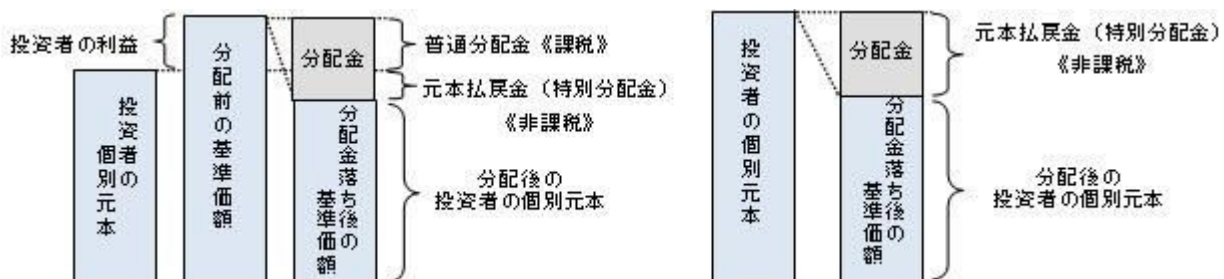 投資者の利益
投資者の
個別元本
分配前の基準価額
分配金
分配金落ち後の
基準価額
普通分配金《課税》
元本払戻金（特別分配金）
《非課税》
分配後の
投資者の個別元本
投資者の個別元本
分配金
分配金落ち後の
基準価額
元本払戻金（特別分配金）
《非課税》
分配後の
投資者の個別元本